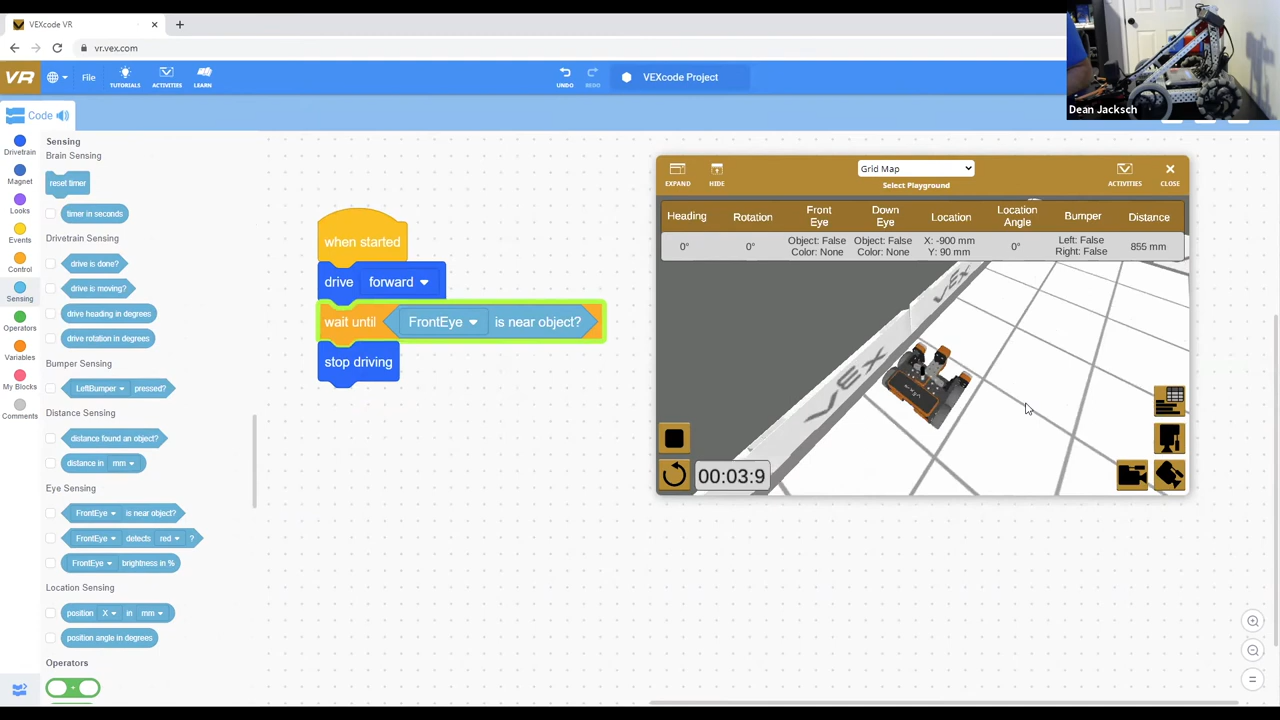 VEXcode VR
vr.vex.com
VR
File
TUTORIALS
ACTIVITIES
LEARN
UNDO
REDO
VEXcode Project
Dean Jacksch
Code
Drivetrain
Magnet
Looks
Events
Control
Sensing
Operators
Variables
My Blocks
Comments
Sensing
Brain Sensing
reset timer
timer in seconds
Drivetrain Sensing
drive is done?
drive is moving?
drive heading in degrees
drive rotation in degrees
Bumper Sensing
LeftBumper pressed?
Distance Sensing
distance found an object?
distance in mm
Eye Sensing
FrontEye is near object?
FrontEye detects red ?
FrontEye brightness in %
Location Sensing
position X in mm
position angle in degrees
Operators
when started
drive forward
wait until FrontEye is near object?
stop driving
EXPAND
HIDE
Grid Map
Select Playground
ACTIVITIES
CLOSE
Heading Rotation Front Eye Down Eye Location Location Angle Bumper Distance
0° 0° Object: False Object: False X: -900 mm 0° Left: False 855 mm
Color: None Color: None Y: 90 mm Right: False
VEX
VEX
00:03:9